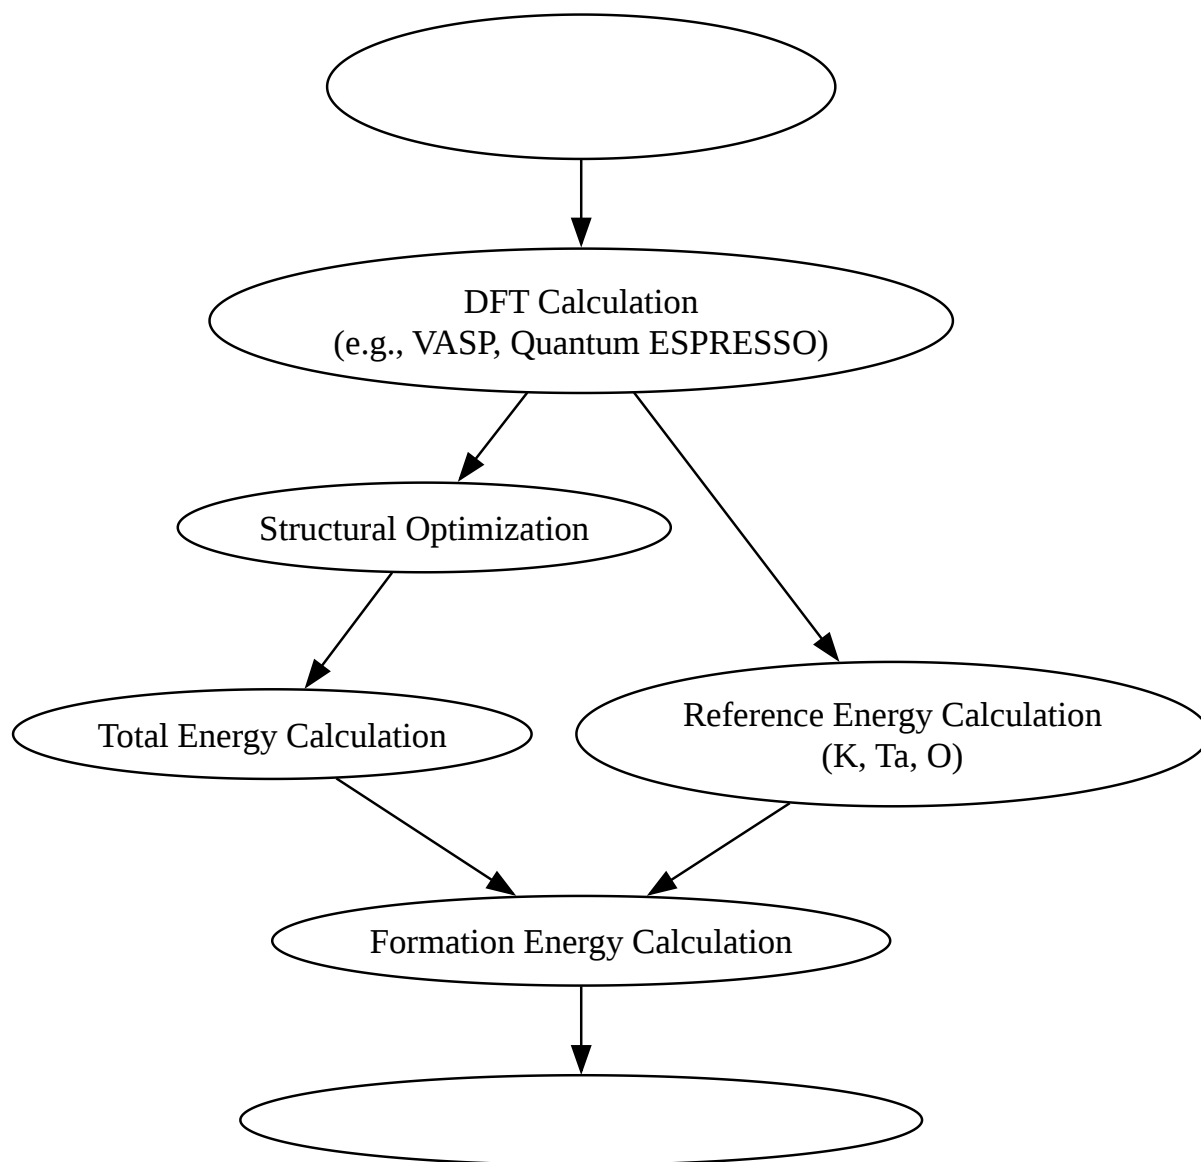 DFT Calculation
(e.g., VASP, Quantum ESPRESSO)
Structural Optimization
Total Energy Calculation
Reference Energy Calculation
(K, Ta, O)
Formation Energy Calculation